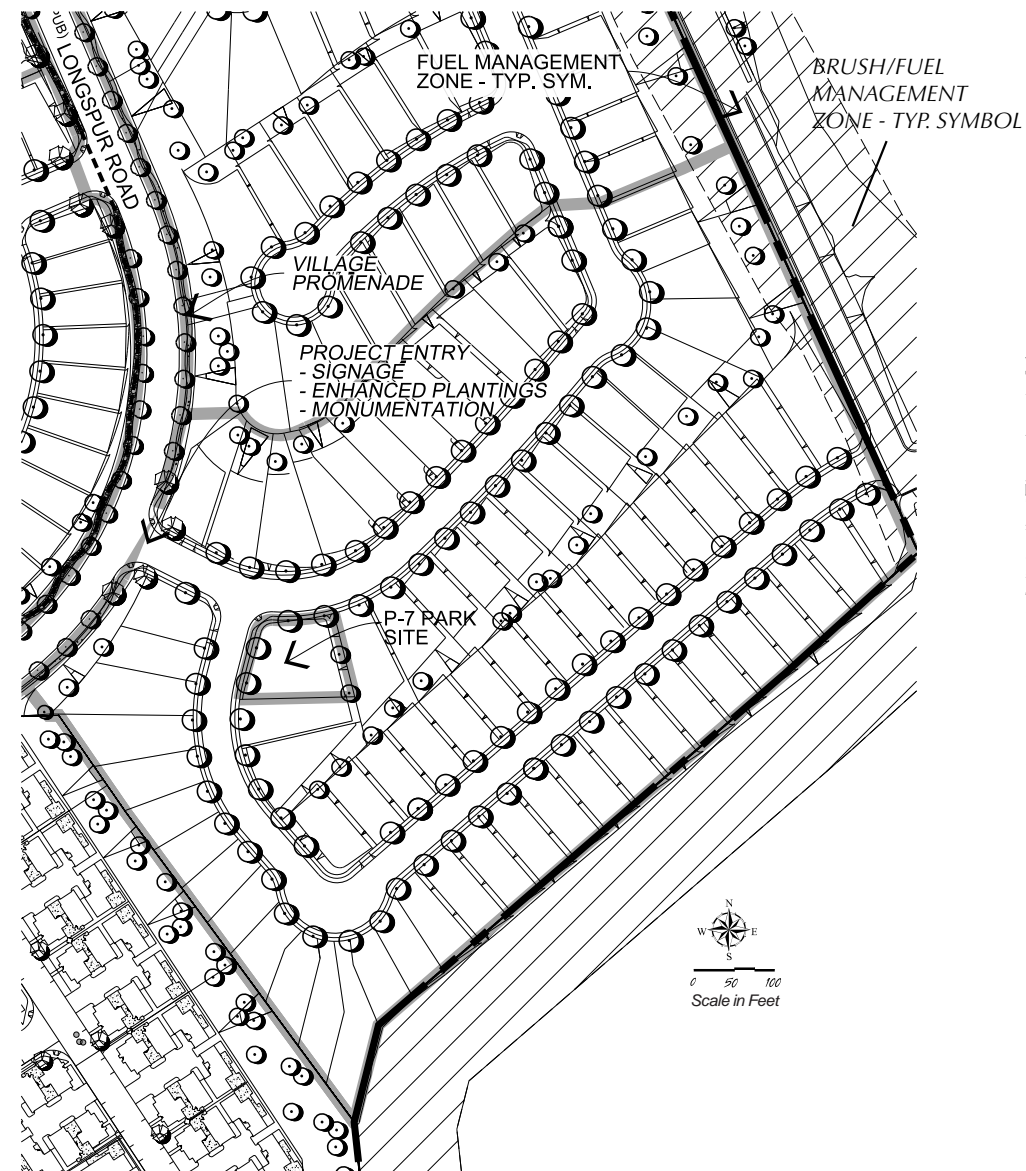 (PUB) LONGSPUR ROAD
FUEL MANAGEMENT
ZONE - TYP. SYM.
BRUSH/FUEL
MANAGEMENT
ZONE - TYP. SYMBOL
VILLAGE
PROMENADE
PROJECT ENTRY
- SIGNAGE
- ENHANCED PLANTINGS
- MONUMENTATION
P-7 PARK
SITE
N
W E
S
0 50 100
Scale in Feet